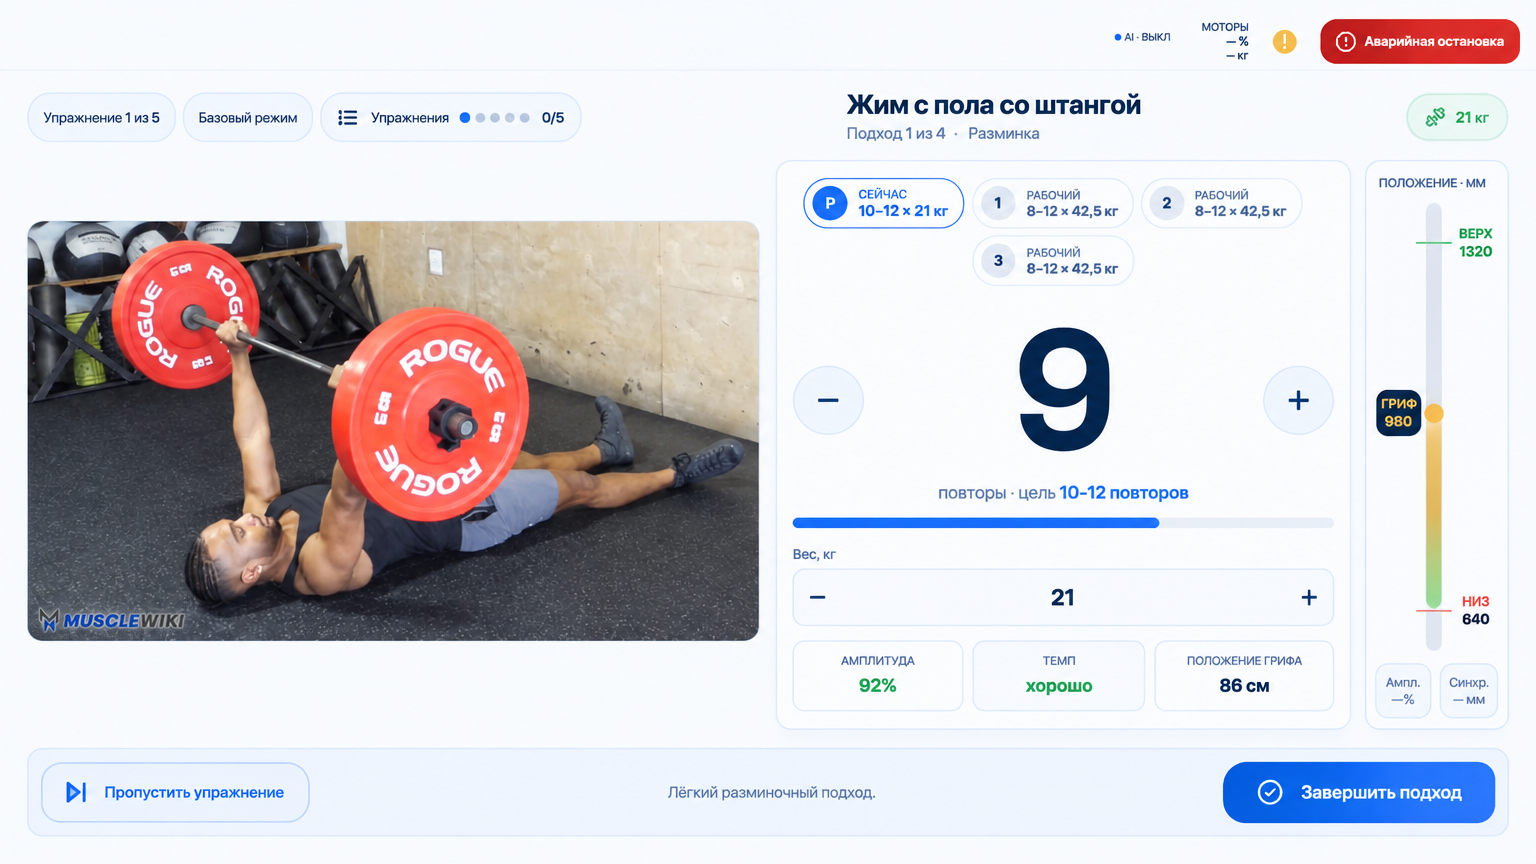 AI · ВЫКЛ
МОТОРЫ
— %
— кг
Аварийная остановка
Упражнение 1 из 5
Базовый режим
Упражнения
0/5
Жим с пола со штангой
Подход 1 из 4 · Разминка
21 кг
Р
СЕЙЧАС
10–12 × 21 кг
1
РАБОЧИЙ
8–12 × 42,5 кг
2
РАБОЧИЙ
8–12 × 42,5 кг
3
РАБОЧИЙ
8–12 × 42,5 кг
ROGUE
ROGUE
ROGUE
ROGUE
MUSCLEWIKI
9
повторы · цель 10–12 повторов
Вес, кг
−
21
+
АМПЛИТУДА
92%
ТЕМП
хорошо
ПОЛОЖЕНИЕ ГРИФА
86 см
ПОЛОЖЕНИЕ · ММ
ВЕРХ
1320
ГРИФ
980
НИЗ
640
Ампл.
—%
Синхр.
— мм
Пропустить упражнение
Лёгкий разминочный подход.
Завершить подход